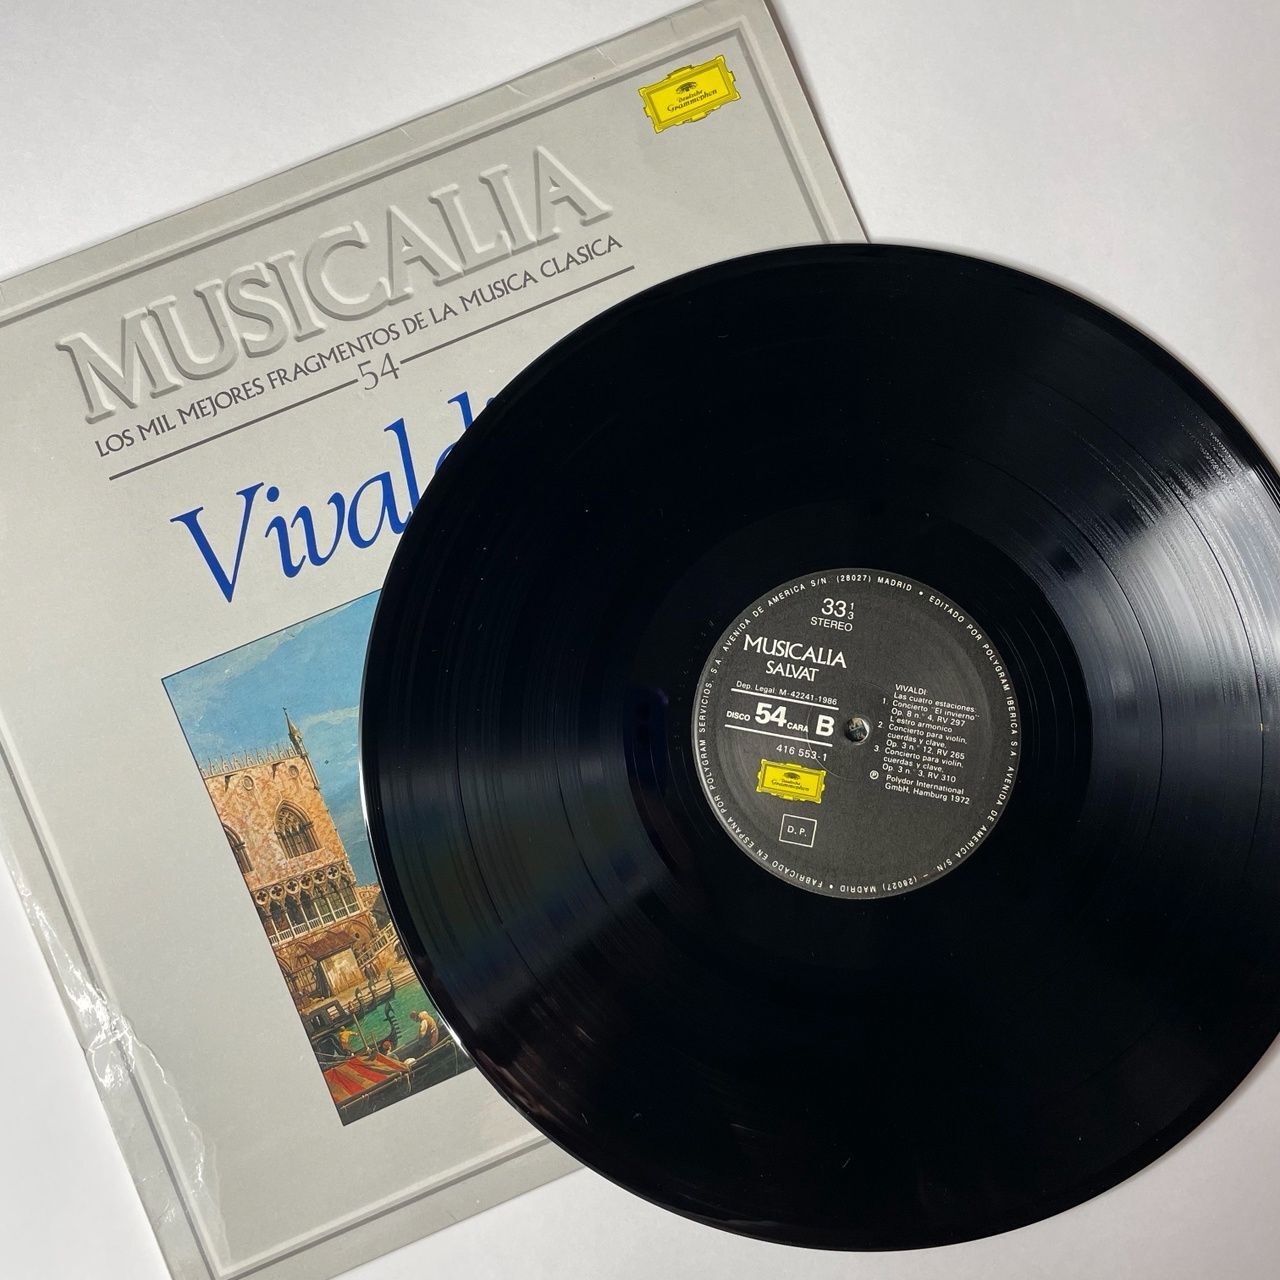 Deutsche
Grammophon
MUSICALIA
LOS MIL MEJORES FRAGMENTOS DE LA MUSICA CLASICA
54
Vivaldi
33 1/3
STEREO
MUSICALIA
SALVAT
Dep. Legal. M-42241-1986
DISCO 54 CARA B
416 553-1
Deutsche
Grammophon
D. P.
VIVALDI:
Las cuatro estaciones:
1. Concierto "El invierno"
Op. 8 n.° 4, RV 297
L'estro armonico
2. Concierto para violín,
cuerdas y clave,
Op. 3 n.° 12, RV 265
3. Concierto para violín,
cuerdas y clave,
Op. 3 n.° 3, RV 310
℗ Polydor International
GmbH, Hamburg 1972
EDITADO POR POLYGRAM IBERICA S A AVENIDA DE AMERICA S/N - (28027) MADRID • FABRICADO EN ESPAÑA POR POLYGRAM SERVICIOS, S.A. AVENIDA DE AMERICA S/N. (28027) MADRID •